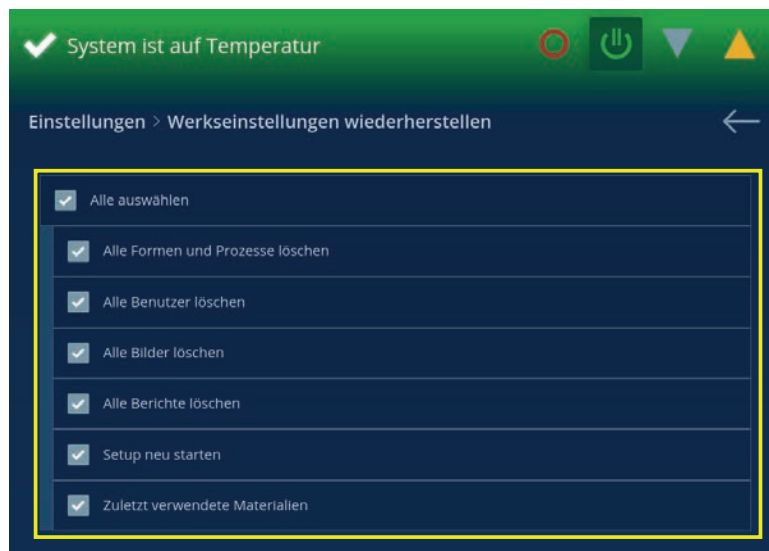 System ist auf Temperatur
Einstellungen > Werkseinstellungen wiederherstellen
Alle auswählen
Alle Formen und Prozesse löschen
Alle Benutzer löschen
Alle Bilder löschen
Alle Berichte löschen
Setup neu starten
Zuletzt verwendete Materialien